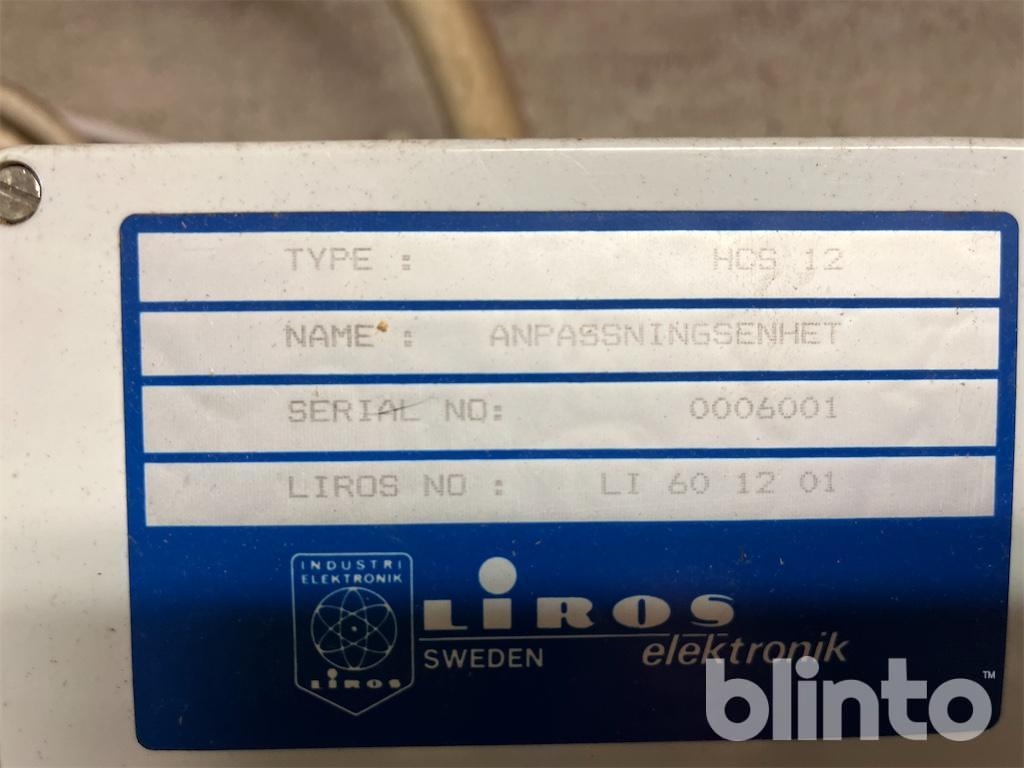 TYPE : HCS 12
NAME : ANPASSNINGSENHET
SERIAL NO: 0006001
LIROS NO : LI 60 12 01
INDUSTRI
ELEKTRONIK
LiROS
LiROS
SWEDEN elektronik
blinto™